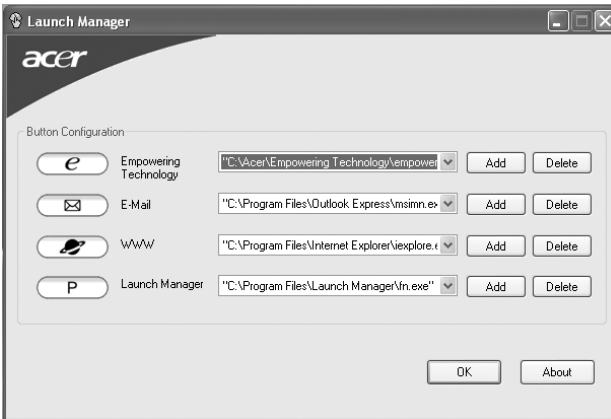 Launch Manager
acer
Button Configuration
e Empowering Technology "C:\Acer\Empowering Technology\empower Add Delete
E-Mail "C:\Program Files\Outlook Express\msimn.ex Add Delete
WWW "C:\Program Files\Internet Explorer\iexplore.e Add Delete
P Launch Manager "C:\Program Files\Launch Manager\fn.exe" Add Delete
OK About